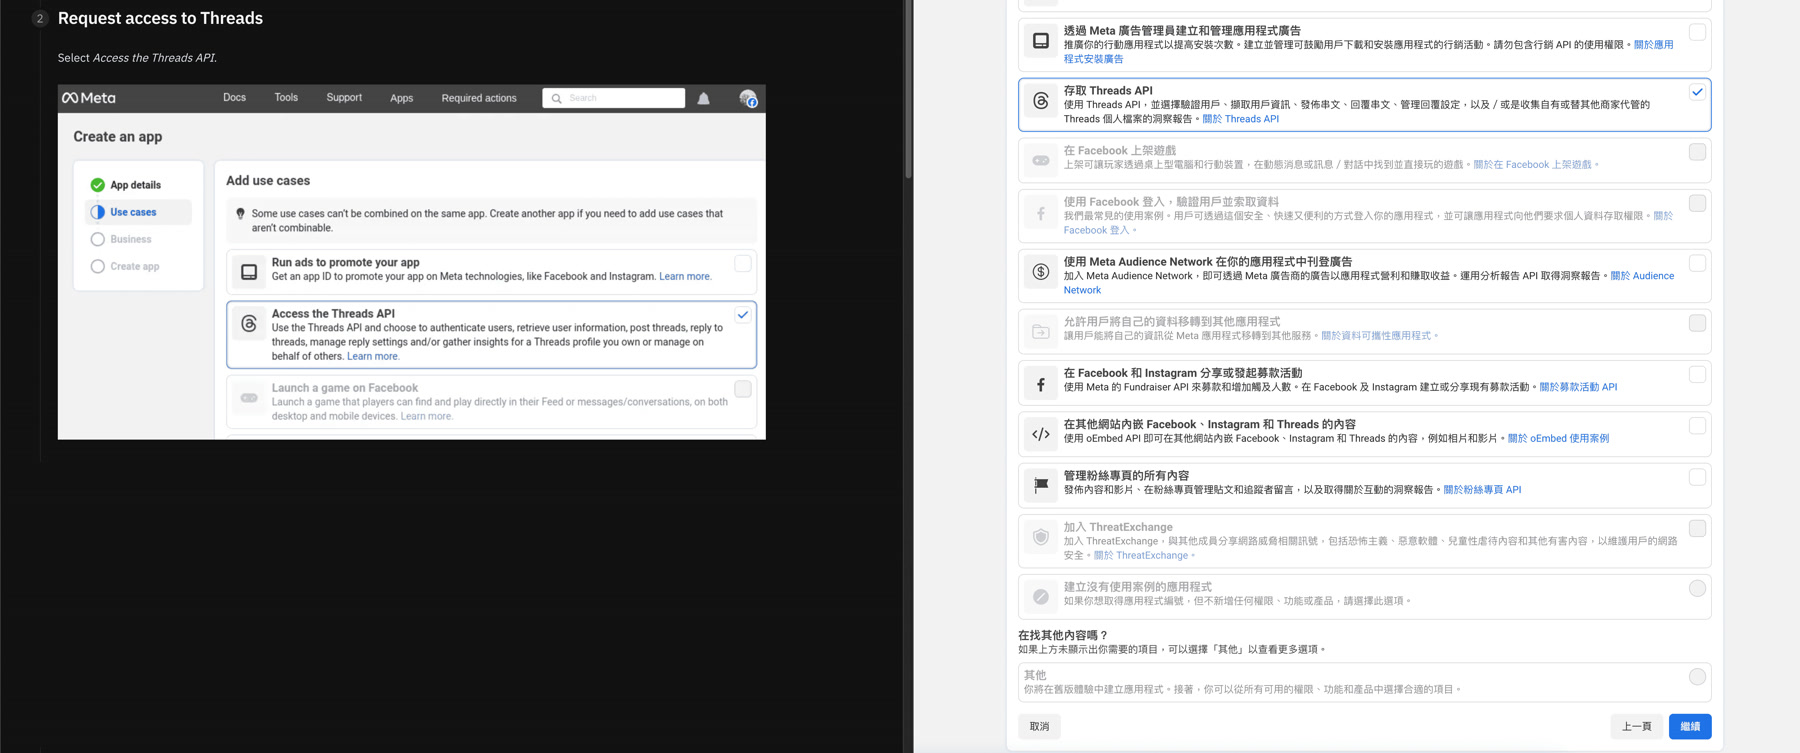 2
Request access to Threads
Select Access the Threads API.
Meta
Docs
Tools
Support
Apps
Required actions
Search
Create an app
App details
Use cases
Business
Create app
Add use cases
Some use cases can't be combined on the same app. Create another app if you need to add use cases that
aren't combinable.
Run ads to promote your app
Get an app ID to promote your app on Meta technologies, like Facebook and Instagram. Learn more.
Access the Threads API
Use the Threads API and choose to authenticate users, retrieve user information, post threads, reply to
threads, manage reply settings and/or gather insights for a Threads profile you own or manage on
behalf of others. Learn more.
Launch a game on Facebook
Launch a game that players can find and play directly in their Feed or messages/conversations, on both
desktop and mobile devices. Learn more.
透過 Meta 廣告管理員建立和管理應用程式廣告
推廣你的行動應用程式以提高安裝次數。建立並管理可鼓勵用戶下載和安裝應用程式的行銷活動。請勿包含行銷 API 的使用權限。關於應用
程式安裝廣告
存取 Threads API
使用 Threads API，並選擇驗證用戶、擷取用戶資訊、發佈串文、回覆串文、管理回覆設定，以及 / 或是收集自有或替其他商家代管的
Threads 個人檔案的洞察報告。關於 Threads API
在 Facebook 上架遊戲
上架可讓玩家透過桌上型電腦和行動裝置，在動態消息或訊息 / 對話中找到並直接玩的遊戲。關於在 Facebook 上架遊戲。
使用 Facebook 登入，驗證用戶並索取資料
我們最常見的使用案例。用戶可透過這個安全、快速又便利的方式登入你的應用程式，並可讓應用程式向他們要求個人資料存取權限。關於
Facebook 登入。
使用 Meta Audience Network 在你的應用程式中刊登廣告
加入 Meta Audience Network，即可透過 Meta 廣告商的廣告以應用程式營利和賺取收益。運用分析報告 API 取得洞察報告。關於 Audience
Network
允許用戶將自己的資料移轉到其他應用程式
讓用戶能將自己的資訊從 Meta 應用程式移轉到其他服務。關於資料可攜性應用程式。
在 Facebook 和 Instagram 分享或發起募款活動
使用 Meta 的 Fundraiser API 來募款和增加觸及人數。在 Facebook 及 Instagram 建立或分享現有募款活動。關於募款活動 API
在其他網站內嵌 Facebook、Instagram 和 Threads 的內容
使用 oEmbed API 即可在其他網站內嵌 Facebook、Instagram 和 Threads 的內容，例如相片和影片。關於 oEmbed 使用案例
管理粉絲專頁的所有內容
發佈內容和影片、在粉絲專頁管理貼文和追蹤者留言，以及取得關於互動的洞察報告。關於粉絲專頁 API
加入 ThreatExchange
加入 ThreatExchange，與其他成員分享網路威脅相關訊號，包括恐怖主義、惡意軟體、兒童性虐待內容和其他有害內容，以維護用戶的網路
安全。關於 ThreatExchange。
建立沒有使用案例的應用程式
如果你想取得應用程式編號，但不新增任何權限、功能或產品，請選擇此選項。
在找其他內容嗎？
如果上方未顯示出你需要的項目，可以選擇「其他」以查看更多選項。
其他
你將在舊版體驗中建立應用程式。接著，你可以從所有可用的權限、功能和產品中選擇合適的項目。
取消
上一頁
繼續